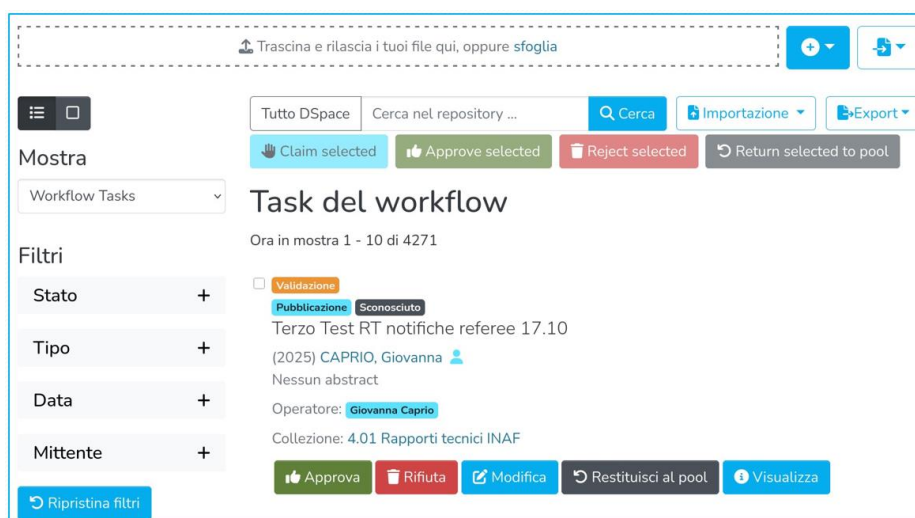 Trascina e rilascia i tuoi file qui, oppure sfoglia
Tutto DSpace Cerca nel repository ... Cerca Importazione Export
Claim selected Approve selected Reject selected Return selected to pool
Mostra
Workflow Tasks
Filtri
Stato +
Tipo +
Data +
Mittente +
Ripristina filtri
Task del workflow
Ora in mostra 1 - 10 di 4271
Validazione
Pubblicazione Sconosciuto
Terzo Test RT notifiche referee 17.10
(2025) CAPRIO, Giovanna
Nessun abstract
Operatore: Giovanna Caprio
Collezione: 4.01 Rapporti tecnici INAF
Approva Rifiuta Modifica Restituisci al pool Visualizza